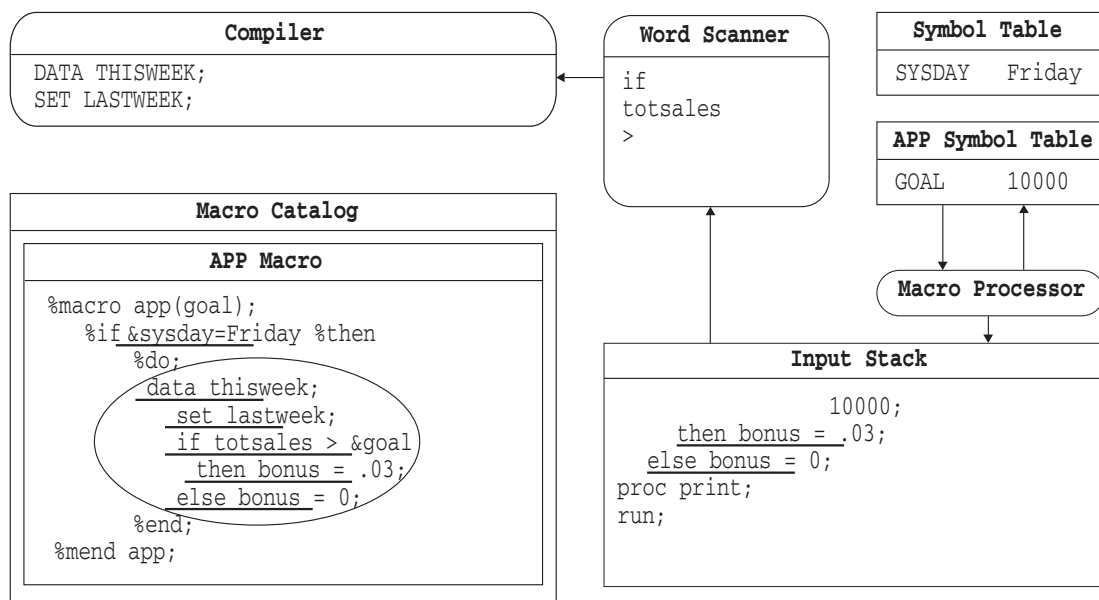 Compiler
DATA THISWEEK;
SET LASTWEEK;
Word Scanner
if
totsales
>
Symbol Table
SYSDAY Friday
APP Symbol Table
GOAL 10000
Macro Processor
Macro Catalog
APP Macro
%macro app(goal);
%if &sysday=Friday %then
%do;
data thisweek;
set lastweek;
if totsales > &goal
then bonus = .03;
else bonus = 0;
%end;
%mend app;
Input Stack
10000;
then bonus = .03;
else bonus = 0;
proc print;
run;